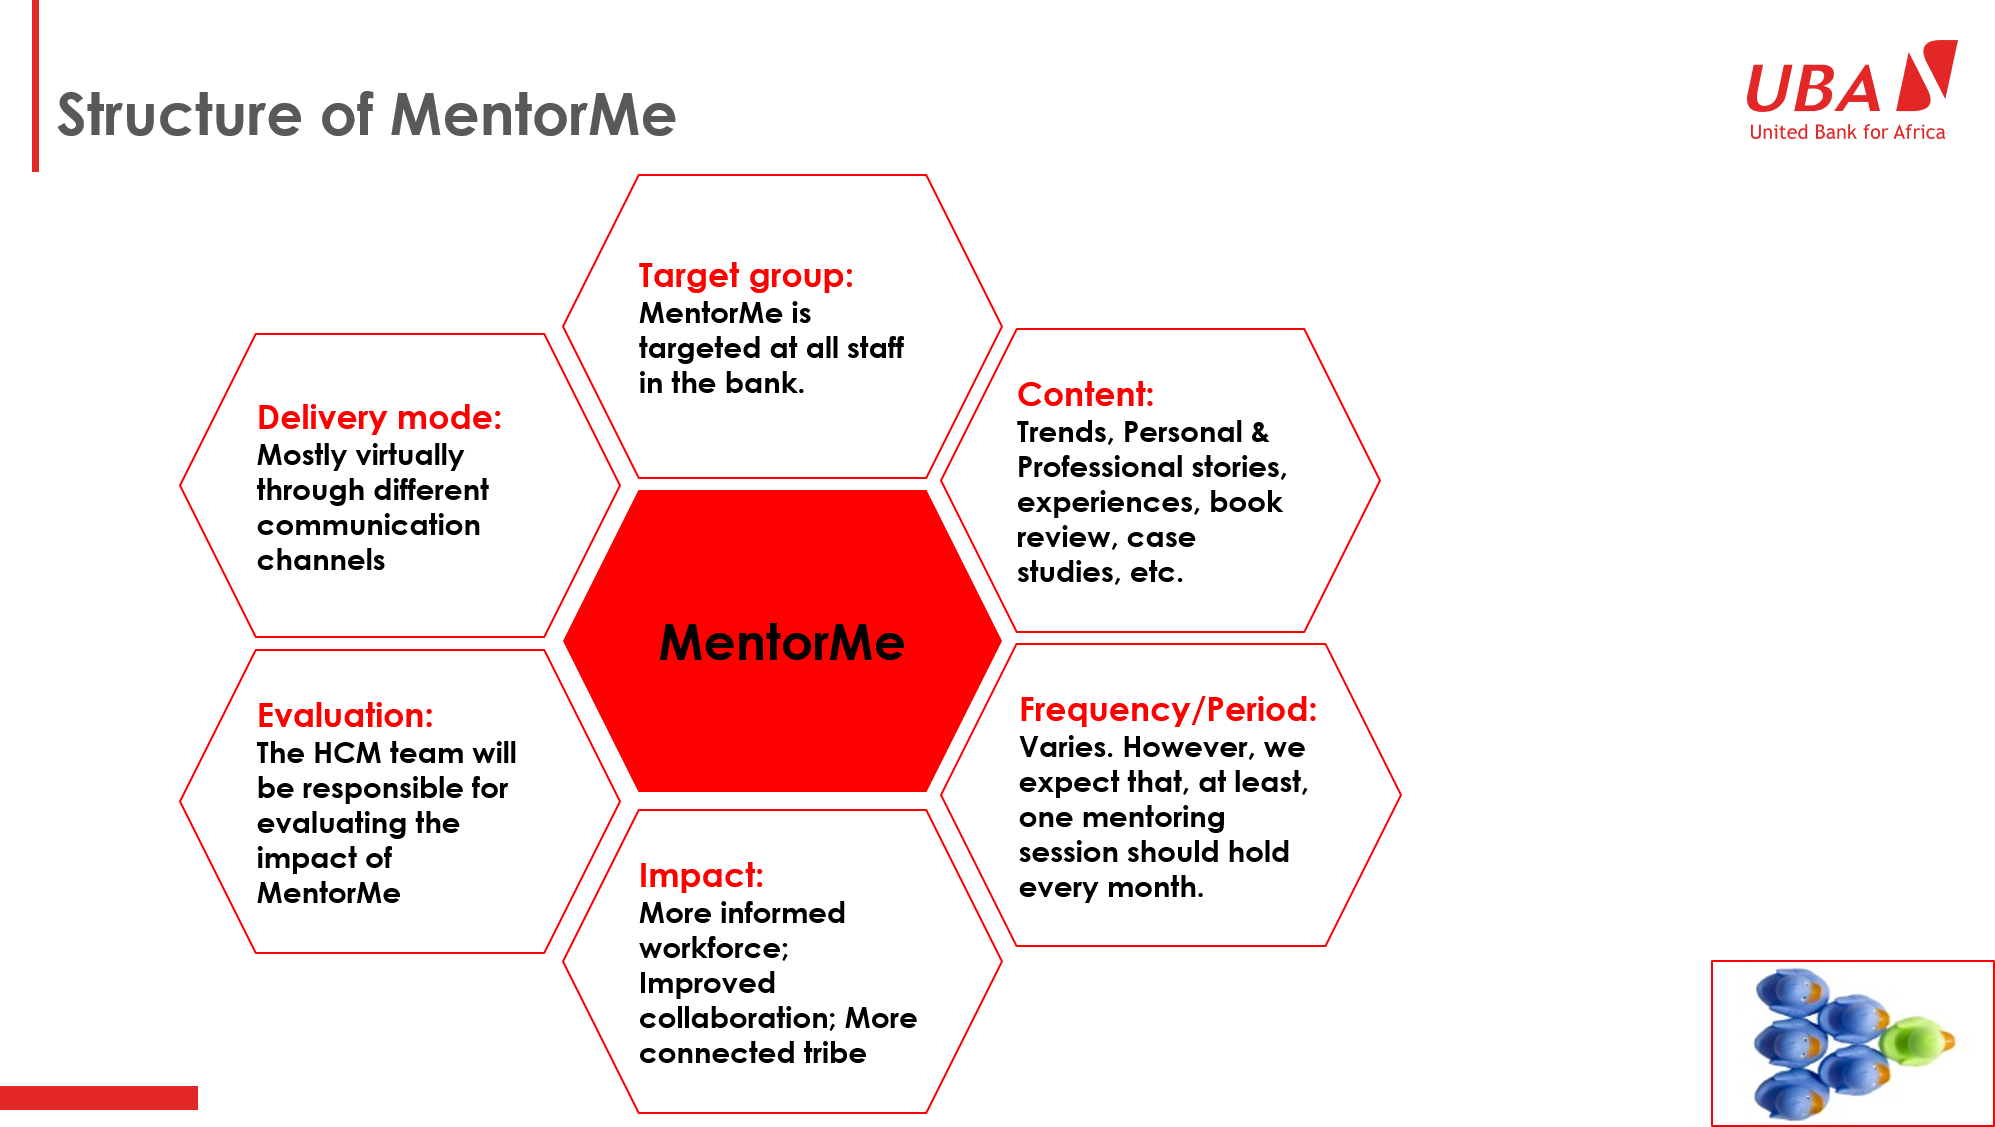 Structure of MentorMe
UBA
United Bank for Africa
Target group:
MentorMe is
targeted at all staff
in the bank.
Content:
Trends, Personal &
Professional stories,
experiences, book
review, case
studies, etc.
Frequency/Period:
Varies. However, we
expect that, at least,
one mentoring
session should hold
every month.
Impact:
More informed
workforce;
Improved
collaboration; More
connected tribe
Evaluation:
The HCM team will
be responsible for
evaluating the
impact of
MentorMe
Delivery mode:
Mostly virtually
through different
communication
channels
MentorMe